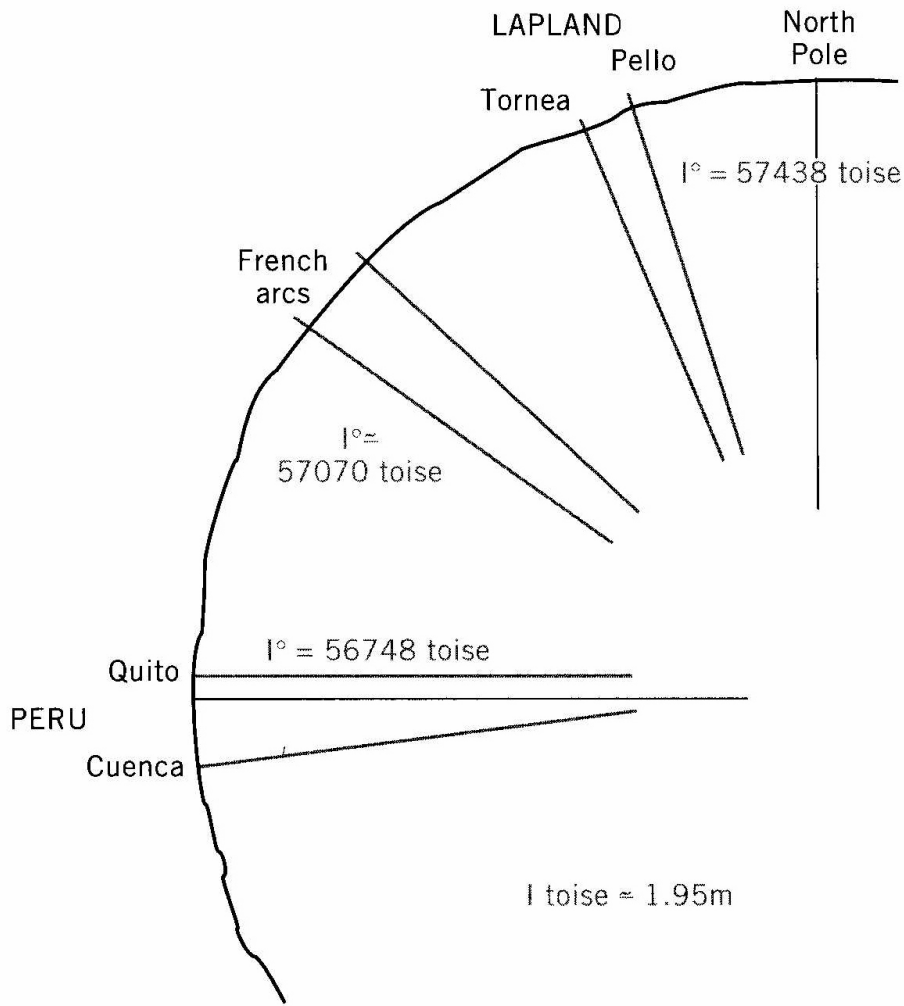 LAPLAND
North
Pole
Pello
Tornea
1° = 57438 toise
French
arcs
1°=
57070 toise
1° = 56748 toise
Quito
PERU
Cuenca
1 toise = 1.95m